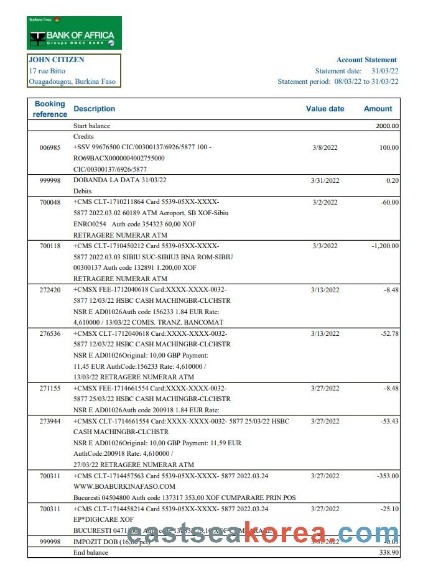 BANK OF AFRICA
JOHN CITIZEN
17 rue Bitto
Ouagadougou, Burkina Faso
Account Statement
Statement date: 31/03/22
Statement period: 08/03/22 to 31/03/22
Booking reference Description Value date Amount
Start balance 2000.00
Credits
006985 +SSV 99676500 CIC/00300137/6926/5877 100 - 3/8/2022 100.00
RO69BACX0000004002755000
CIC/00300137/6926/5877
999998 DOBANDA LA DATA 31/03/22 3/31/2022 0.20
Debits
700048 +CMS CLT-1710211864 Card 5539-05XX-XXXX- 3/2/2022 -60.00
5877 2022.03.02 60189 ATM Aeroport, SB XOF-Sibiu
ENRO0254 Auth code 354323 60,00 XOF
RETRAGERE NUMERAR ATM
700118 +CMS CLT-1710450212 Card 5539-05XX-XXXX- 3/3/2022 -1,200.00
5877 2022.03.03 SIBIU SUC-SIBIU3 BNA ROM-SIBIU
00300137 Auth code 132891 1.200,00 XOF
RETRAGERE NUMERAR ATM
272420 +CMSX FEE-1712040618 Card:XXXX-XXXX-0032- 3/13/2022 -8.48
5877 12/03/22 HSBC CASH MACHINGBR-CLCHSTR
NSR E AD01026Auth code 156233 1.84 EUR Rate:
4,610000 / 13/03/22 COMIS. TRANZ. BANCOMAT
276536 +CMSX CLT-1712040618 Card:XXXX-XXXX-0032- 3/13/2022 -52.78
5877 12/03/22 HSBC CASH MACHINGBR-CLCHSTR
NSR E AD01026Original: 10,00 GBP Payment:
11,45 EUR AuthCode:156233 Rate: 4,610000 /
13/03/22 RETRAGERE NUMERAR ATM
271155 +CMSX FEE-1714661554 Card:XXXX-XXXX-0032- 3/27/2022 -8.48
5877 25/03/22 HSBC CASH MACHINGBR-CLCHSTR
NSR E AD01026Auth code 200918 1.84 EUR Rate:
273944 +CMSX CLT-1714661554 Card:XXXX-XXXX-0032- 5877 25/03/22 HSBC 3/27/2022 -53.43
CASH MACHINGBR-CLCHSTR
NSR E AD01026Original: 10,00 GBP Payment: 11,59 EUR
AuthCode:200918 Rate: 4,610000 /
27/03/22 RETRAGERE NUMERAR ATM
700311 +CMS CLT-1714457563 Card 5539-05XX-XXXX- 5877 2022.03.24 3/27/2022 -353.00
WWW.BOABURKINAFASO.COM
Bucuresti 04504800 Auth code 137317 353,00 XOF CUMPARARE PRIN POS
700311 +CMS CLT-1714458214 Card 5539-05XX-XXXX- 5877 2022.03.24 3/27/2022 -25.10
EP*DIGICARE XOF
BUCURESTI
eastseakorea.com
999998 IMPOZIT DOB
End balance 338.90